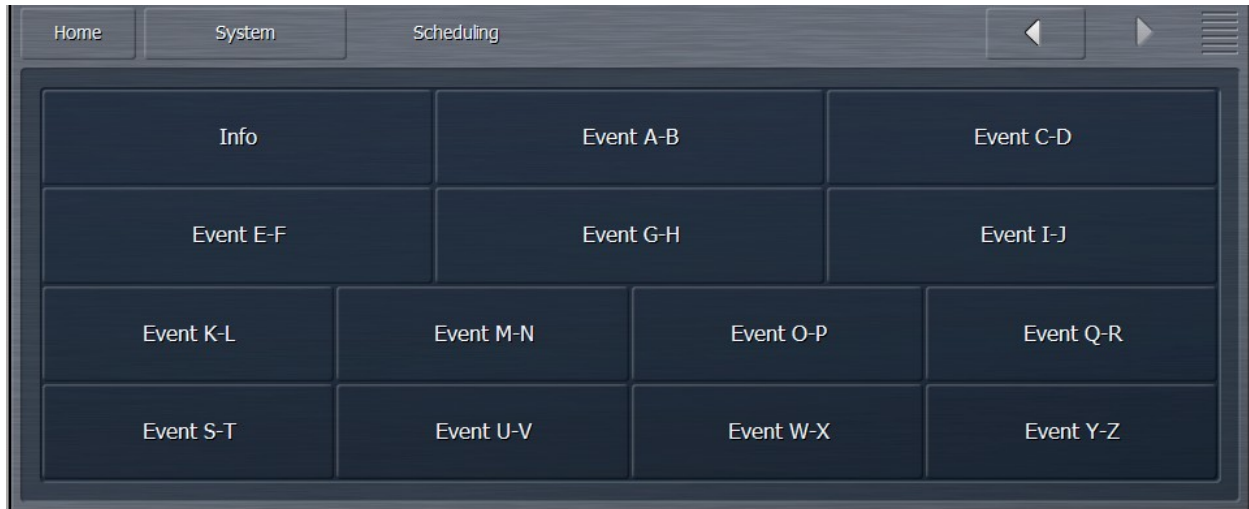 Home System Scheduling
Info Event A-B Event C-D
Event E-F Event G-H Event I-J
Event K-L Event M-N Event O-P Event Q-R
Event S-T Event U-V Event W-X Event Y-Z